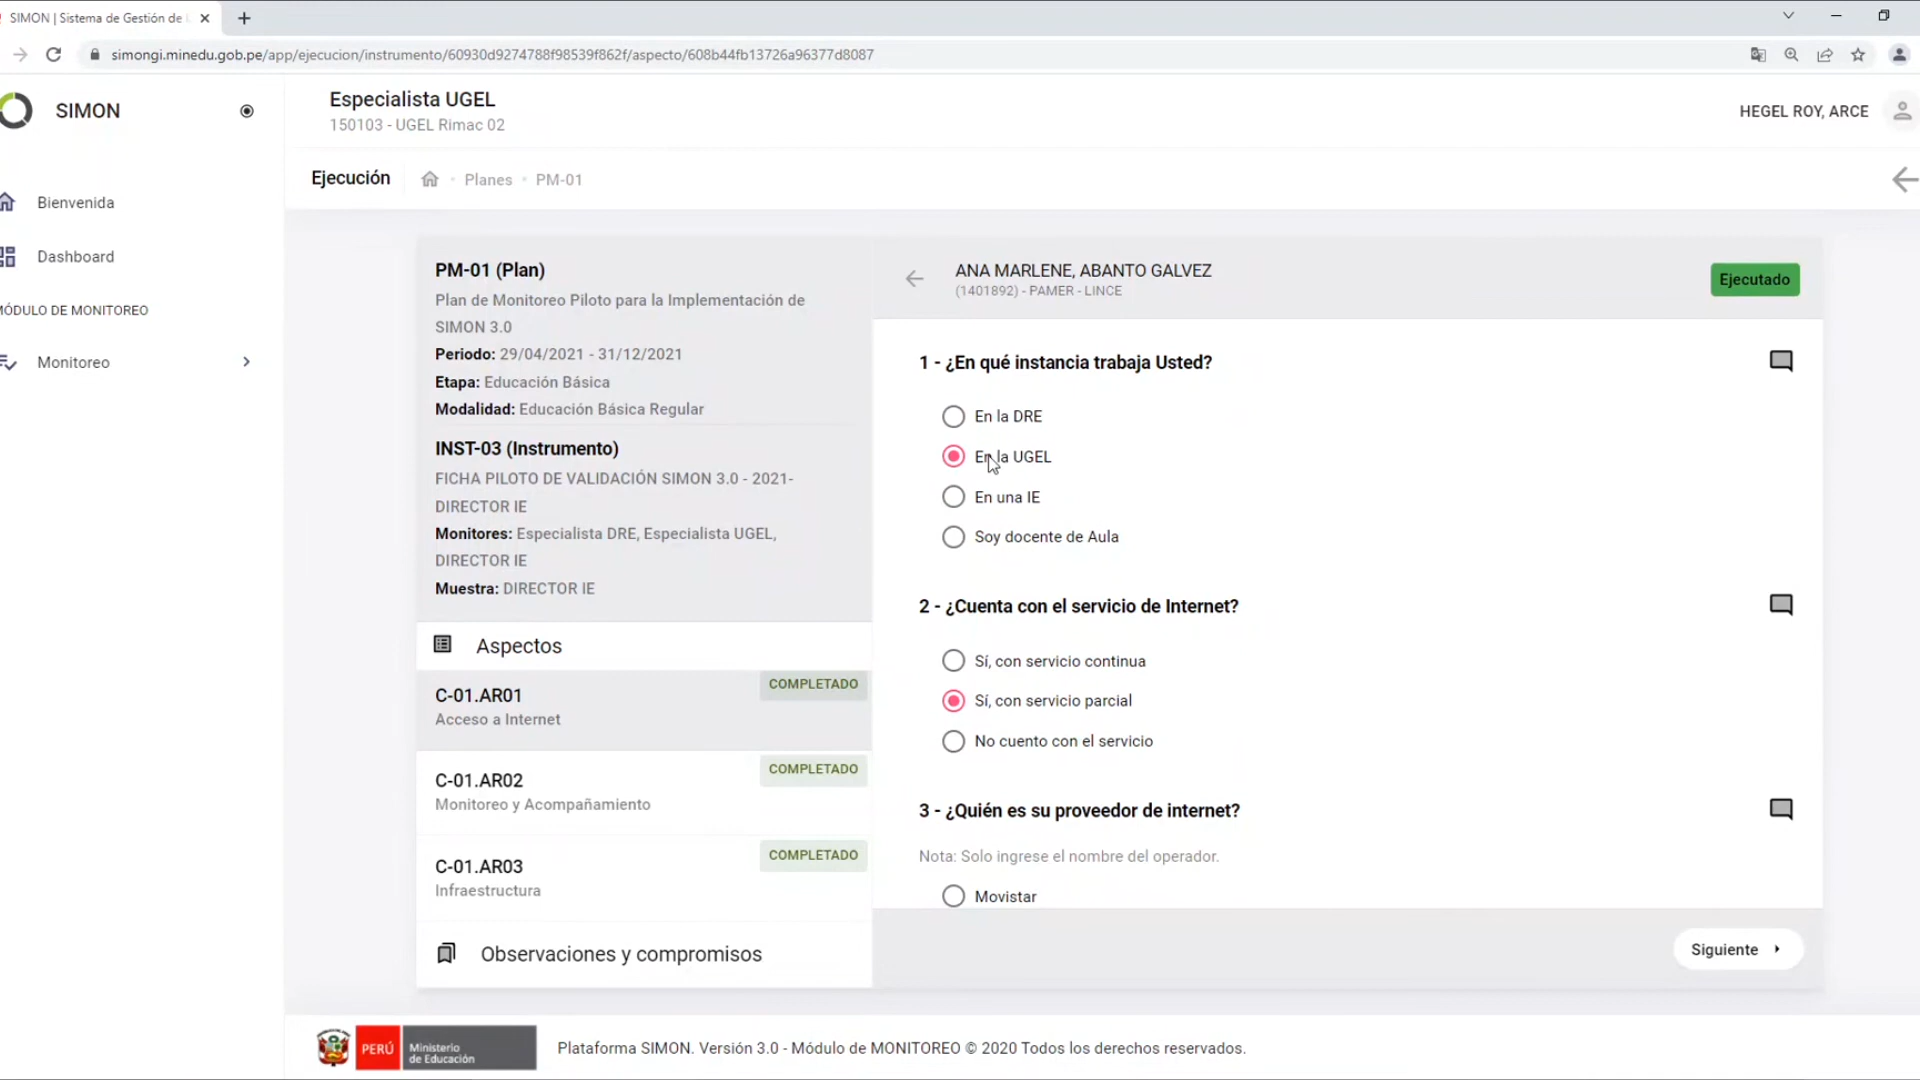 SIMON | Sistema de Gestión de
simongi.minedu.gob.pe/app/ejecucion/instrumento/60930d9274788f98539f862f/aspecto/608b44fb13726a96377d8087
SIMON
Especialista UGEL
150103 - UGEL Rimac 02
HEGEL ROY, ARCE
Ejecución
Planes
PM-01
Bienvenida
Dashboard
MÓDULO DE MONITOREO
Monitoreo
PM-01 (Plan)
Plan de Monitoreo Piloto para la Implementación de
SIMON 3.0
Periodo: 29/04/2021 - 31/12/2021
Etapa: Educación Básica
Modalidad: Educación Básica Regular
INST-03 (Instrumento)
FICHA PILOTO DE VALIDACIÓN SIMON 3.0 - 2021-
DIRECTOR IE
Monitores: Especialista DRE, Especialista UGEL,
DIRECTOR IE
Muestra: DIRECTOR IE
Aspectos
C-01.AR01
COMPLETADO
Acceso a Internet
C-01.AR02
COMPLETADO
Monitoreo y Acompañamiento
C-01.AR03
COMPLETADO
Infraestructura
Observaciones y compromisos
ANA MARLENE, ABANTO GALVEZ
(1401892) - PAMER - LINCE
Ejecutado
1 - ¿En qué instancia trabaja Usted?
En la DRE
En la UGEL
En una IE
Soy docente de Aula
2 - ¿Cuenta con el servicio de Internet?
Sí, con servicio continua
Sí, con servicio parcial
No cuento con el servicio
3 - ¿Quién es su proveedor de internet?
Nota: Solo ingrese el nombre del operador.
Movistar
Siguiente
PERÚ
Ministerio
de Educación
Plataforma SIMON. Versión 3.0 - Módulo de MONITOREO © 2020 Todos los derechos reservados.